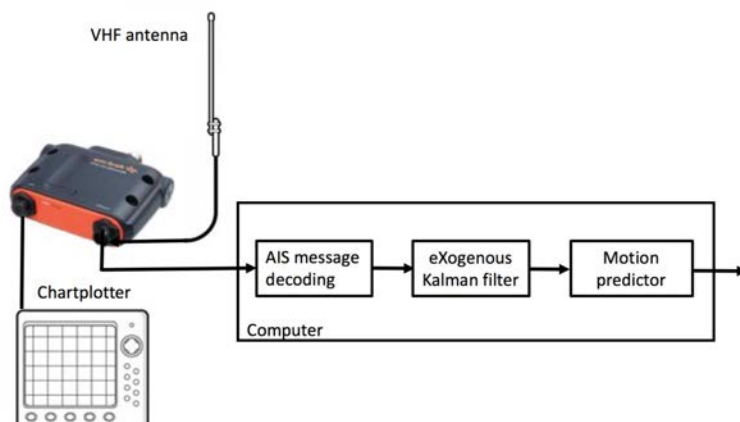 VHF antenna
AIS message
decoding
eXogenous
Kalman filter
Motion
predictor
Chartplotter
Computer